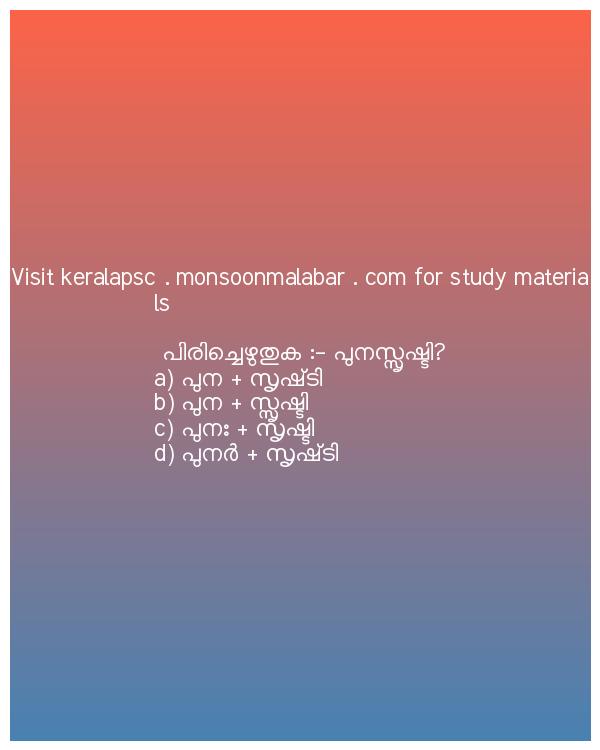 Visit keralapsc . monsoonmalabar . com for study materia
ls
പിരിച്ചെഴുതുക :- പുനസ്സൃഷ്ടി?
a) പുന + സൃഷ്‌ടി
b) പുന + സ്സൃഷ്ടി
c) പുനഃ + സൃഷ്ടി
d) പുനർ + സൃഷ്‌ടി